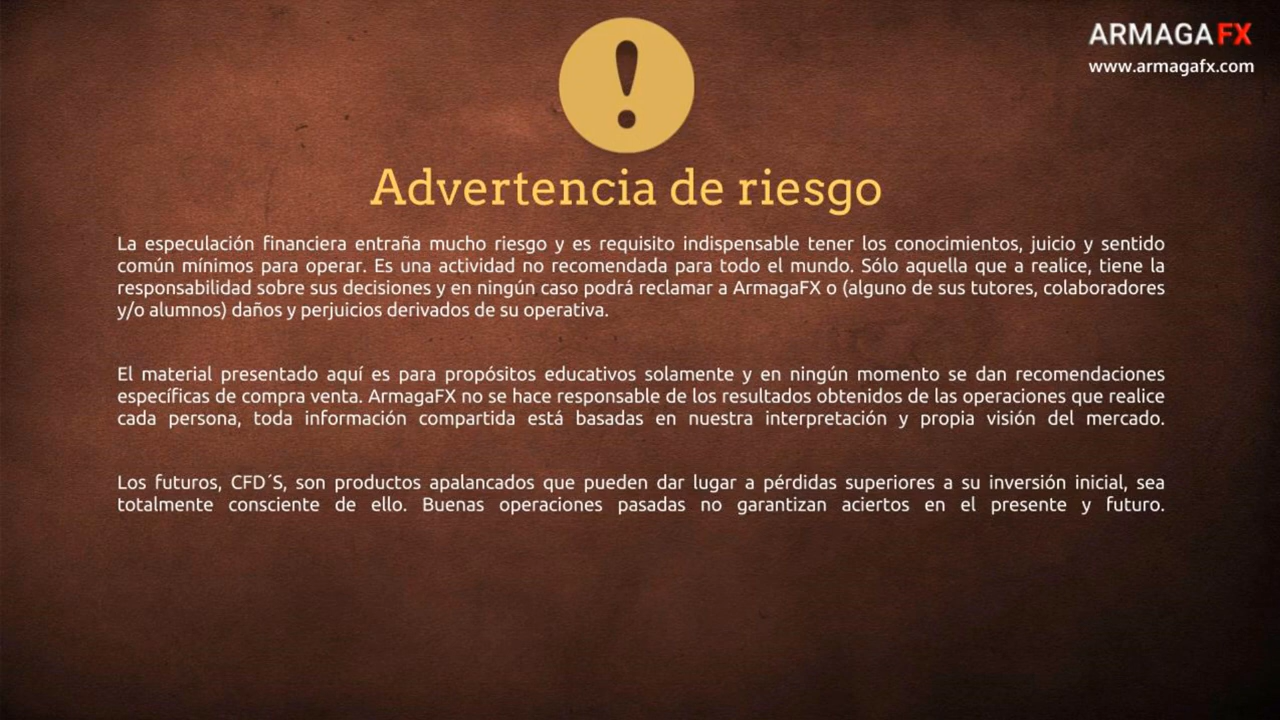 ARMAGAFX
www.armagafx.com
Advertencia de riesgo
La especulación financiera entraña mucho riesgo y es requisito indispensable tener los conocimientos, juicio y sentido
común mínimos para operar. Es una actividad no recomendada para todo el mundo. Sólo aquella que a realice, tiene la
responsabilidad sobre sus decisiones y en ningún caso podrá reclamar a ArmagaFX o (alguno de sus tutores, colaboradores
y/o alumnos) daños y perjuicios derivados de su operativa.
El material presentado aquí es para propósitos educativos solamente y en ningún momento se dan recomendaciones
específicas de compra venta. ArmagaFX no se hace responsable de los resultados obtenidos de las operaciones que realice
cada persona, toda información compartida está basadas en nuestra interpretación y propia visión del mercado.
Los futuros, CFD´S, son productos apalancados que pueden dar lugar a pérdidas superiores a su inversión inicial, sea
totalmente consciente de ello. Buenas operaciones pasadas no garantizan aciertos en el presente y futuro.